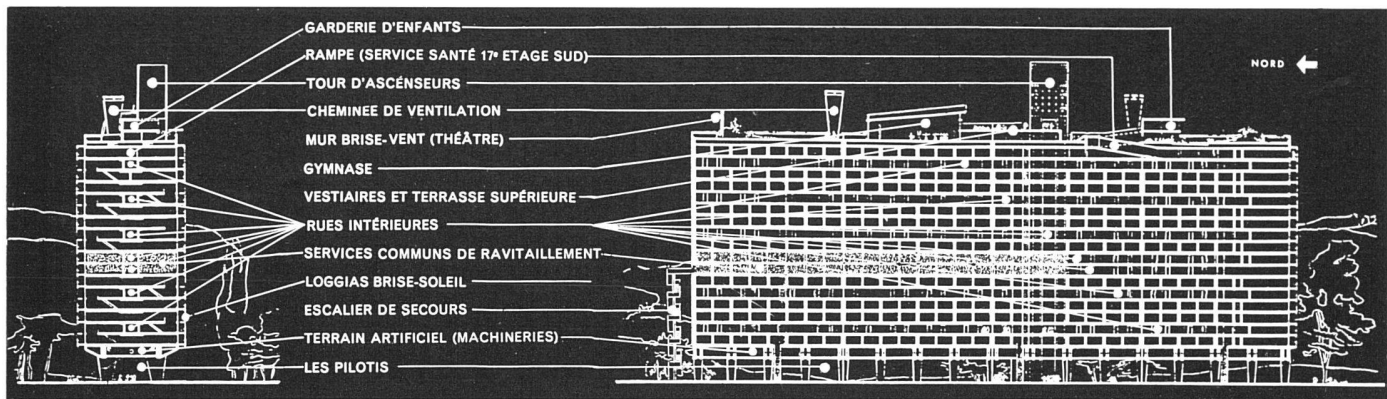 GARDERIE D'ENFANTS
RAMPE (SERVICE SANTÉ 17e ETAGE SUD)
TOUR D'ASCÉNSEURS
CHEMINEE DE VENTILATION
MUR BRISE-VENT (THÉÂTRE)
GYMNASE
VESTIAIRES ET TERRASSE SUPÉRIEURE
RUES INTÉRIEURES
SERVICES COMMUNS DE RAVITAILLEMENT
LOGGIAS BRISE-SOLEIL
ESCALIER DE SECOURS
TERRAIN ARTIFICIEL (MACHINERIES)
LES PILOTIS
NORD